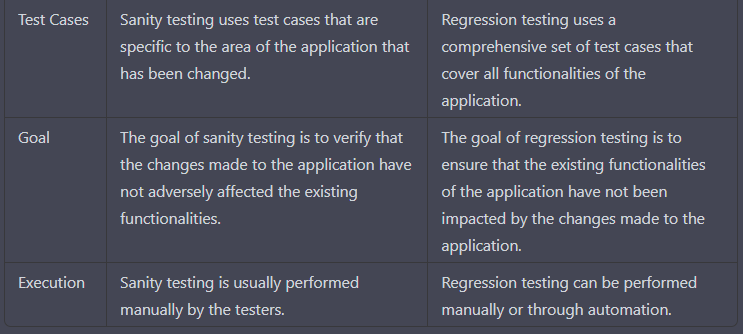 Test Cases
Sanity testing uses test cases that are
specific to the area of the application that
has been changed.
Regression testing uses a
comprehensive set of test cases that
cover all functionalities of the
application.
Goal
The goal of sanity testing is to verify that
the changes made to the application have
not adversely affected the existing
functionalities.
The goal of regression testing is to
ensure that the existing functionalities
of the application have not been
impacted by the changes made to the
application.
Execution
Sanity testing is usually performed
manually by the testers.
Regression testing can be performed
manually or through automation.